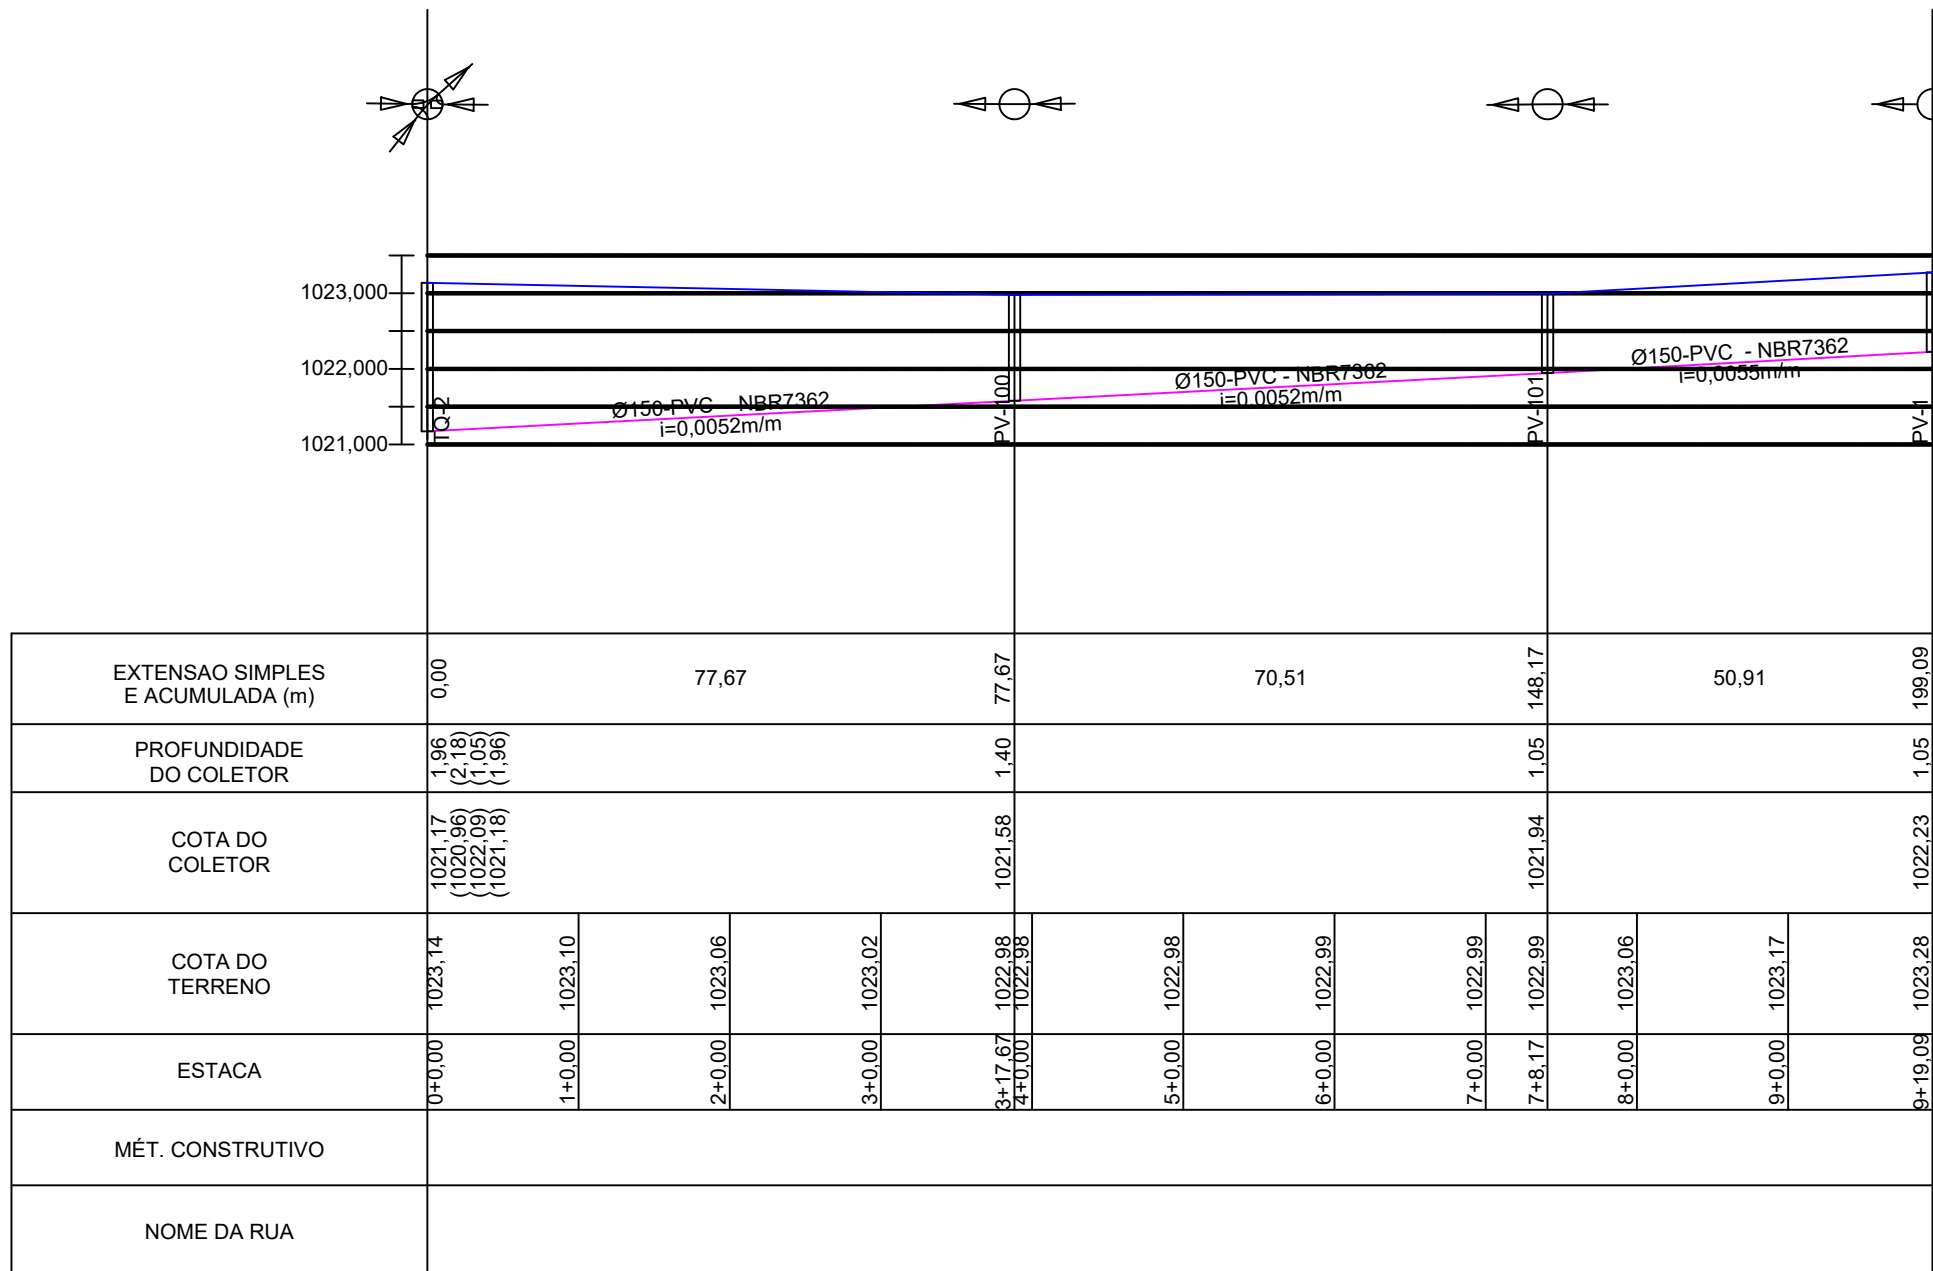 1023,000
1022,000
1021,000
TQ-2
Ø150-PVC - NBR7362
i=0,0052m/m
PV-100
Ø150-PVC - NBR7362
i=0,0052m/m
PV-101
Ø150-PVC - NBR7362
i=0,0055m/m
PV-1
EXTENSAO SIMPLES
E ACUMULADA (m)
0,00
77,67
77,67
70,51
148,17
50,91
199,09
PROFUNDIDADE
DO COLETOR
1,96
(2,18)
(1,05)
(1,96)
1,40
1,05
1,05
COTA DO
COLETOR
1021,17
(1020,96)
(1022,09)
(1021,18)
1021,58
1021,94
1022,23
COTA DO
TERRENO
1023,14
1023,10
1023,06
1023,02
1022,98
1022,98
1022,98
1022,99
1022,99
1022,99
1023,06
1023,17
1023,28
ESTACA
0+0,00
1+0,00
2+0,00
3+0,00
3+17,67
4+0,00
5+0,00
6+0,00
7+0,00
7+8,17
8+0,00
9+0,00
9+19,09
MÉT. CONSTRUTIVO
NOME DA RUA